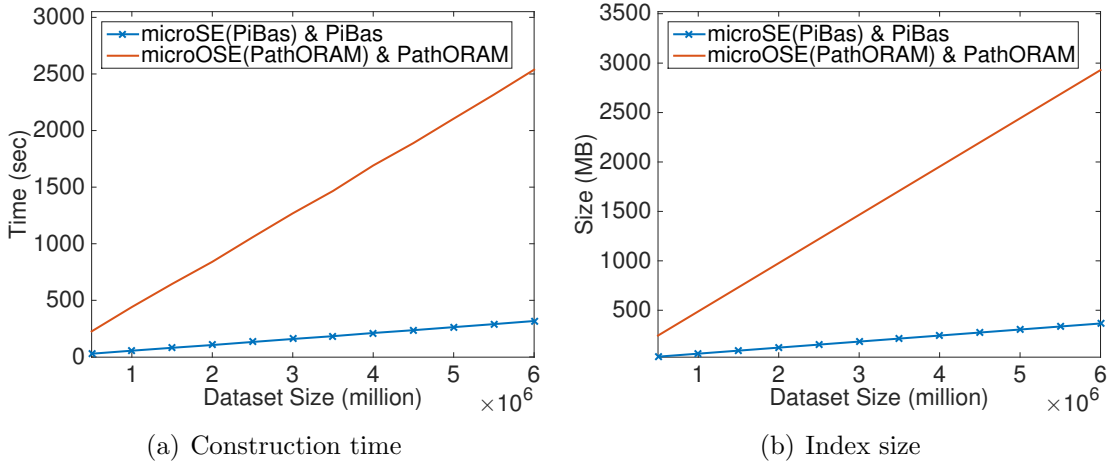 microSE(PiBas) & PiBas
microOSE(PathORAM) & PathORAM
3000
2500
2000
1500
1000
500
0
Time (sec)
1 2 3 4 5 6
Dataset Size (million)
×10^6
(a) Construction time
microSE(PiBas) & PiBas
microOSE(PathORAM) & PathORAM
3500
3000
2500
2000
1500
1000
500
Size (MB)
1 2 3 4 5 6
Dataset Size (million)
×10^6
(b) Index size